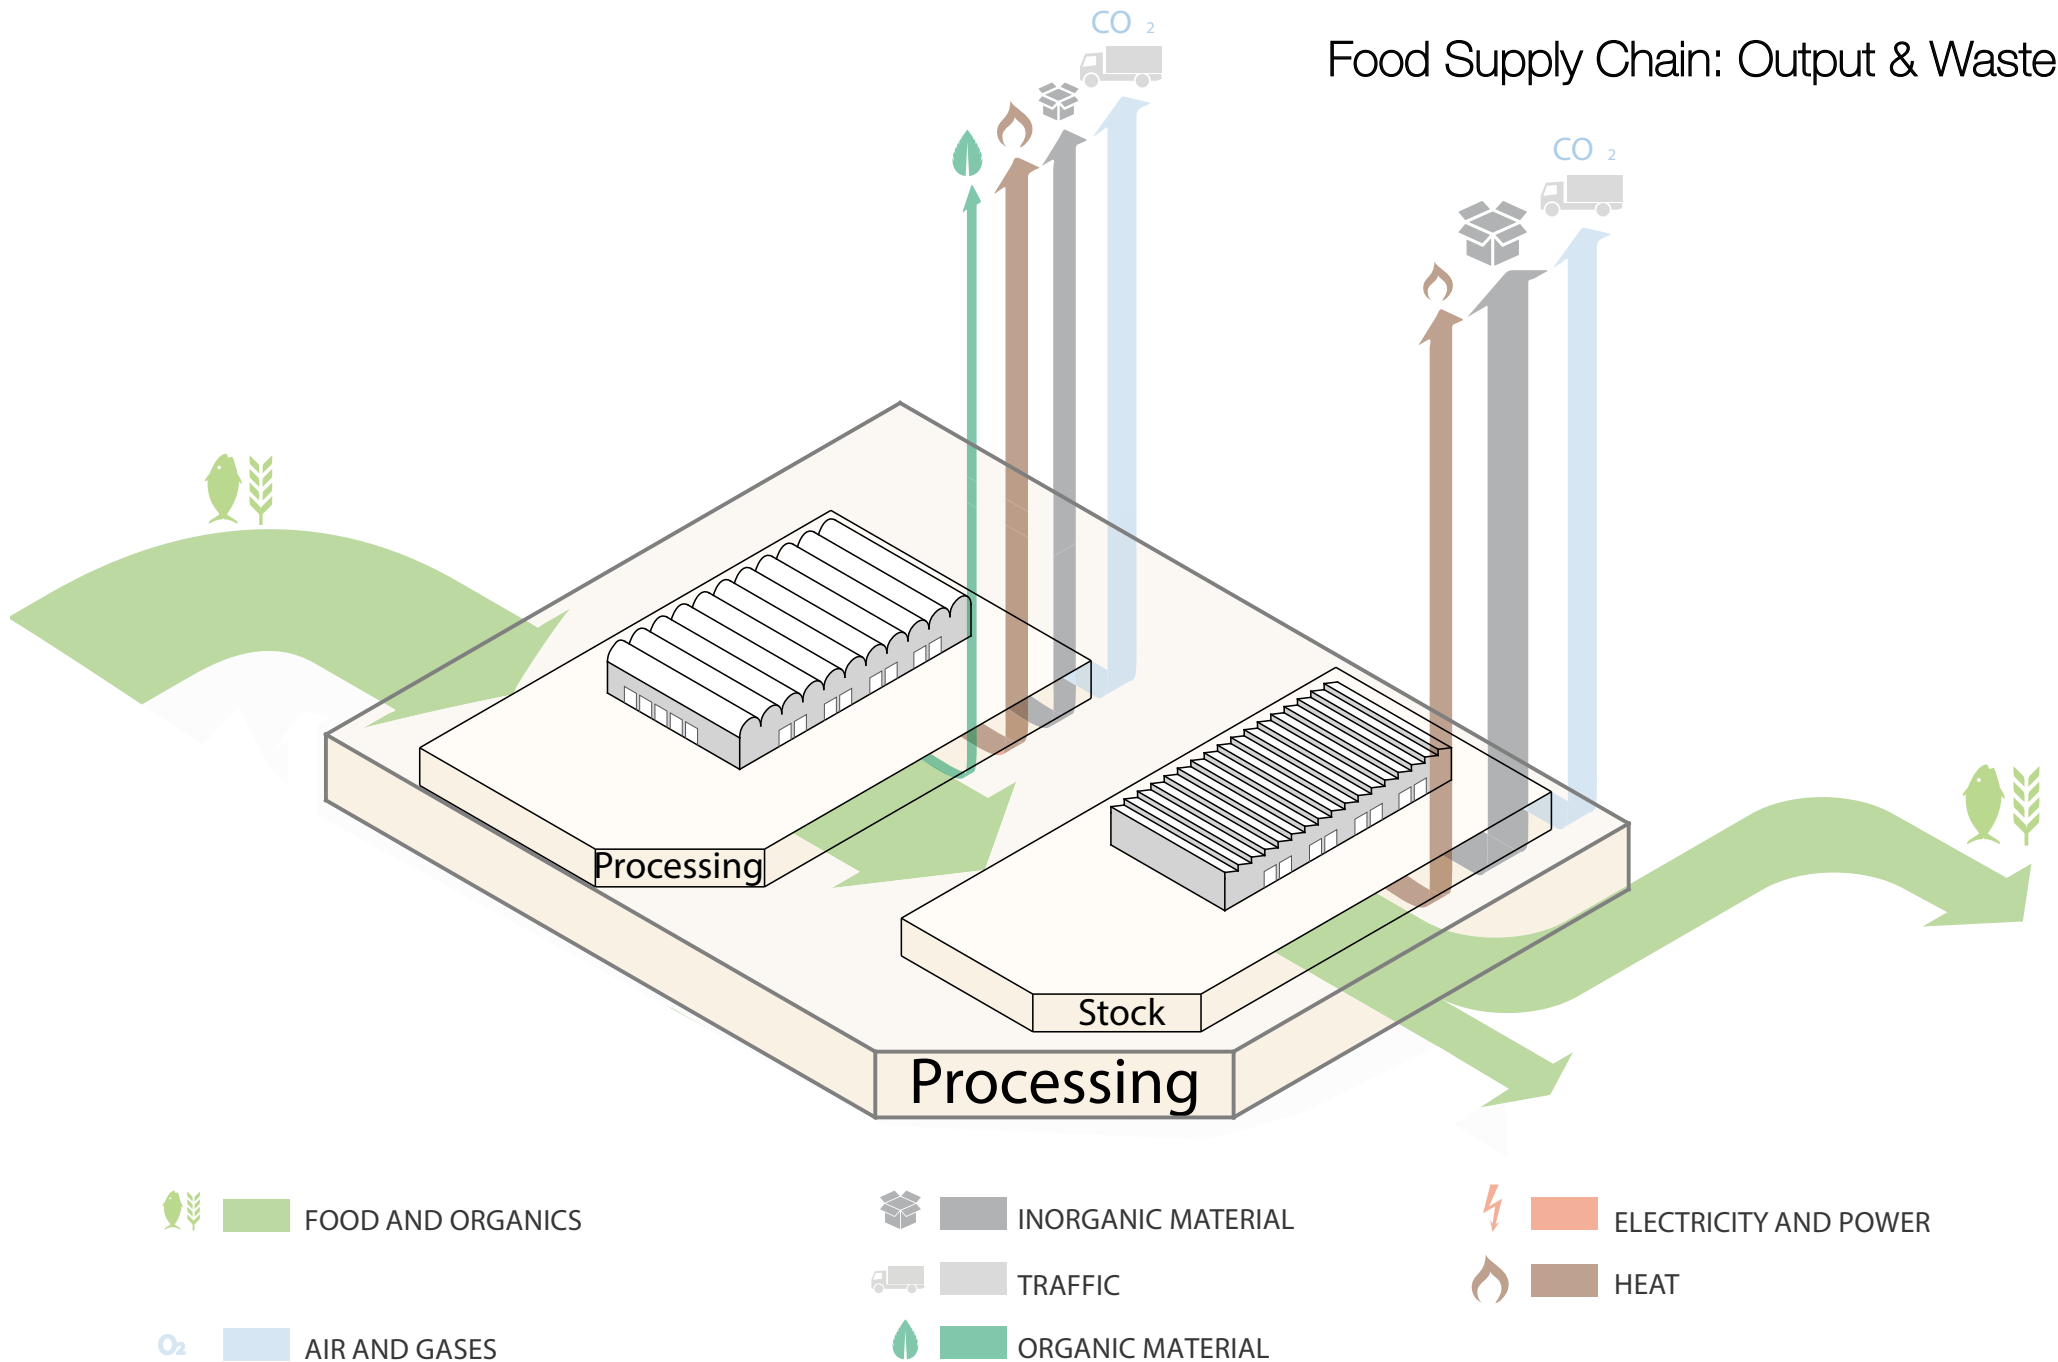 CO 2
Food Supply Chain: Output & Waste
CO 2
Processing
Stock
Processing
FOOD AND ORGANICS
INORGANIC MATERIAL
ELECTRICITY AND POWER
TRAFFIC
HEAT
O2
AIR AND GASES
ORGANIC MATERIAL